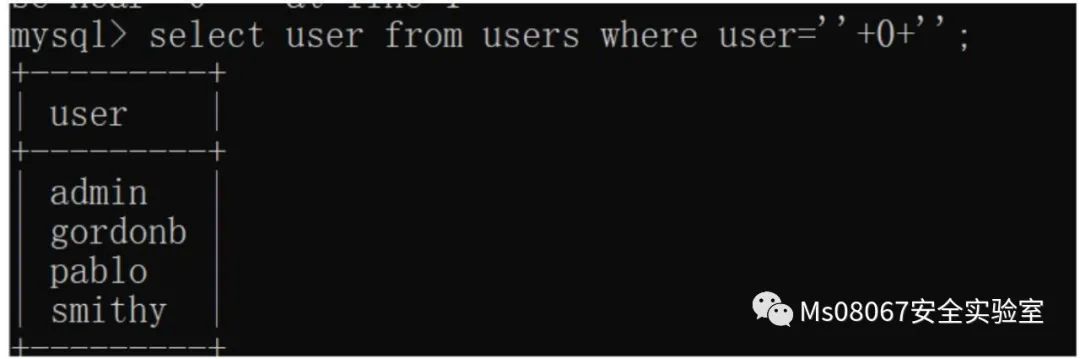 mysql> select user from users where user=''+0+'';
+---------+
| user    |
+---------+
| admin   |
| gordonb |
| pablo   |
| smithy  |
+---------+
Ms08067安全实验室